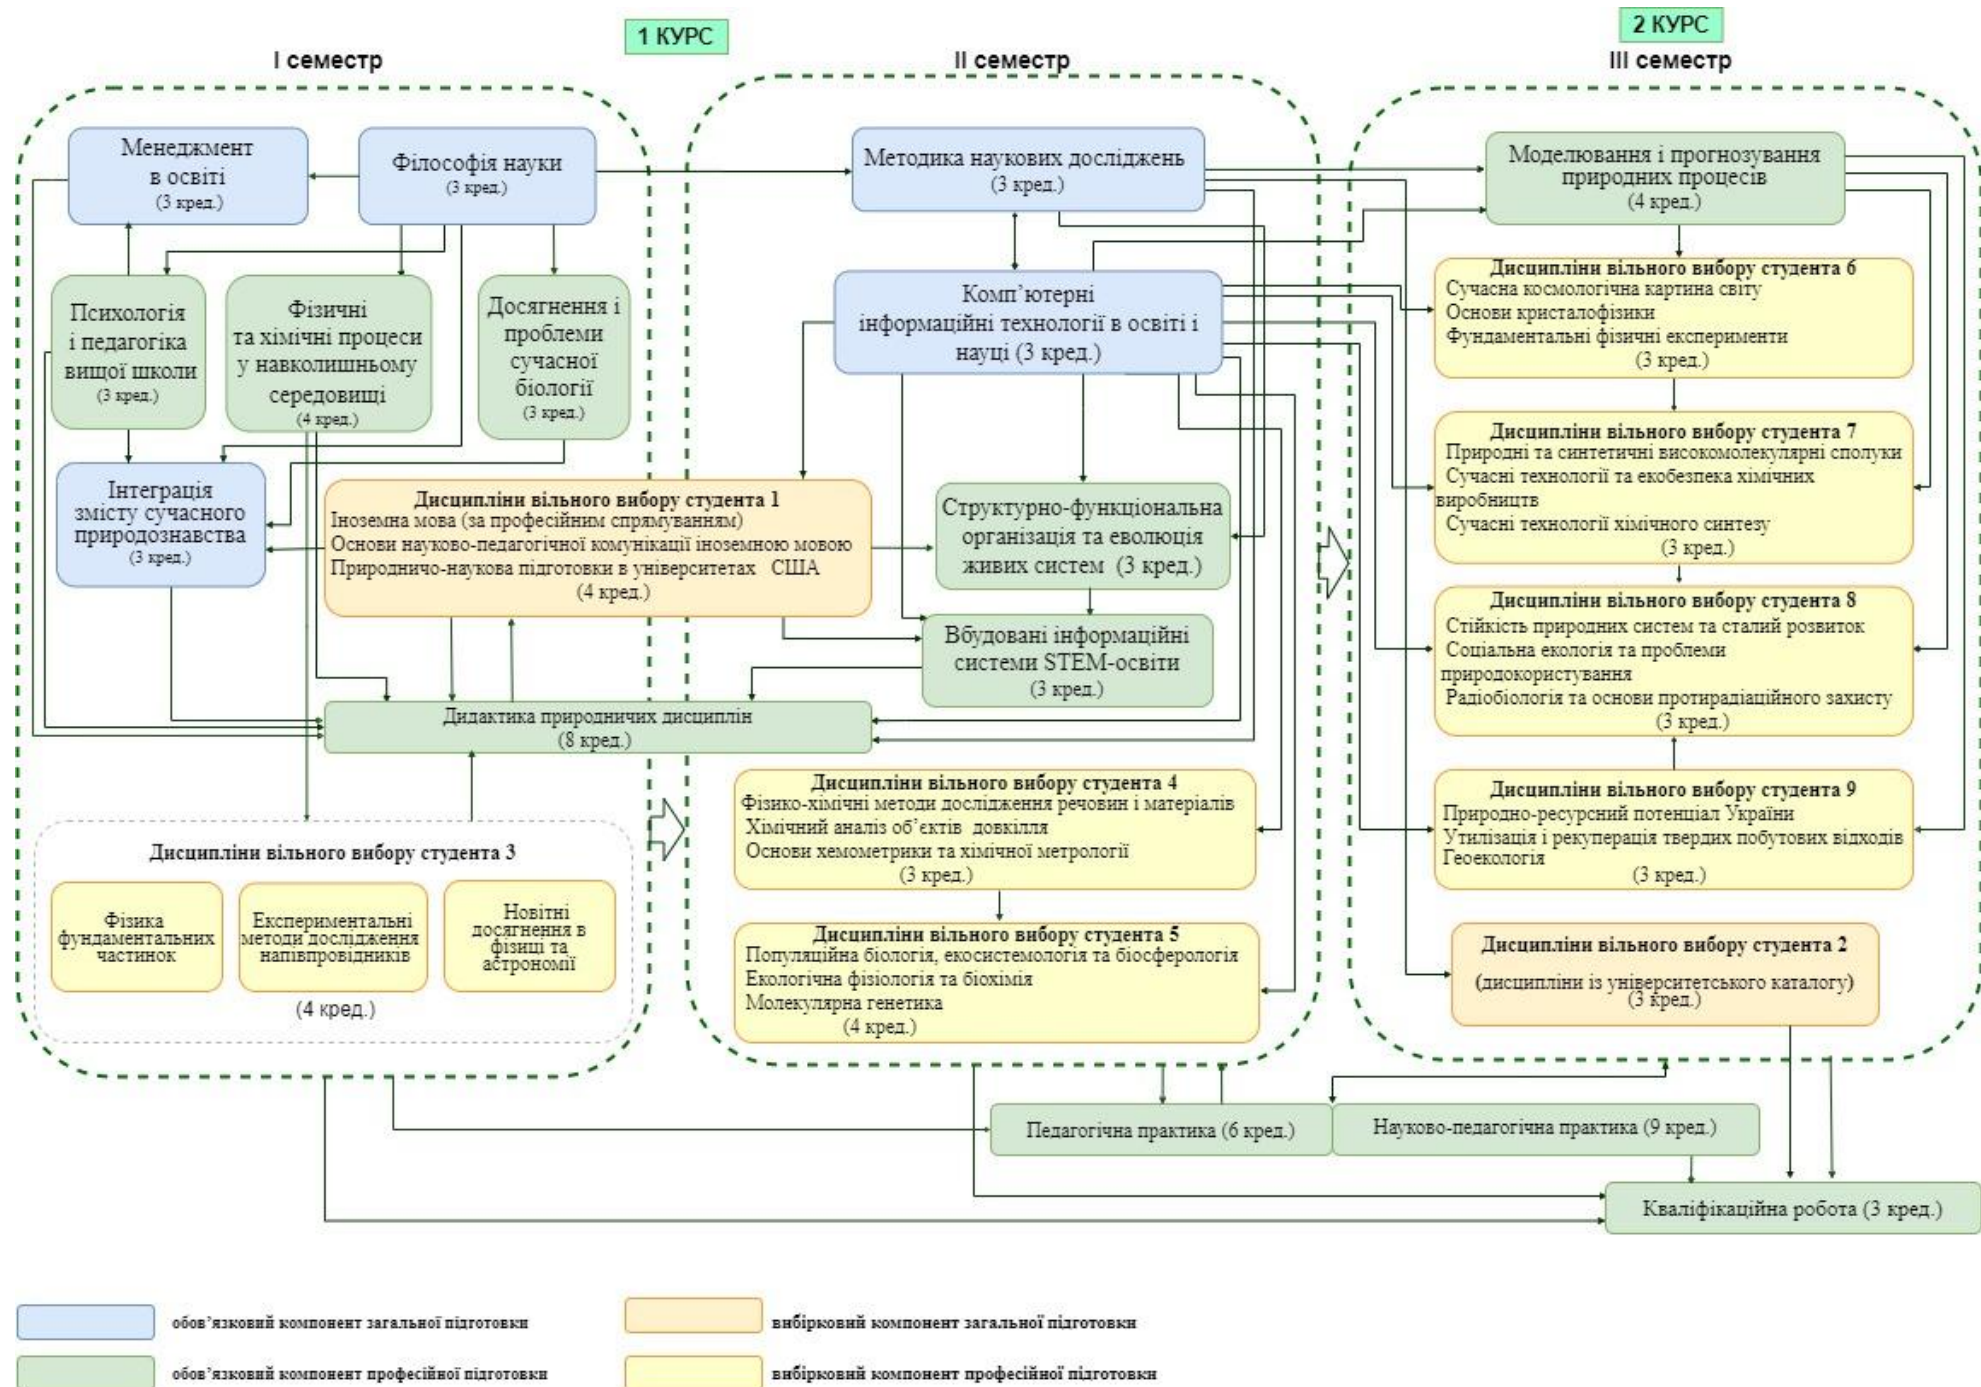 1 КУРС
2 КУРС
I семестр
II семестр
III семестр
Менеджмент
в освіті
(3 кред.)
Філософія науки
(3 кред.)
Психологія
і педагогіка
вищої школи
(3 кред.)
Фізичні
та хімічні процеси
у навколишньому
середовищі
(4 кред.)
Досягнення і
проблеми
сучасної
біології
(3 кред.)
Інтеграція
змісту сучасного
природознавства
(3 кред.)
Дисципліни вільного вибору студента 1
Іноземна мова (за професійним спрямуванням)
Основи науково-педагогічної комунікації іноземною мовою
Природничо-наукова підготовки в університетах США
(4 кред.)
Дидактика природничих дисциплін
(8 кред.)
Дисципліни вільного вибору студента 3
Фізика
фундаментальних
частинок
Експериментальні
методи дослідження
напівпровідників
Новітні
досягнення в
фізиці та
астрономії
(4 кред.)
Методика наукових досліджень
(3 кред.)
Комп’ютерні
інформаційні технології в освіті і
науці (3 кред.)
Структурно-функціональна
організація та еволюція
живих систем (3 кред.)
Вбудовані інформаційні
системи STEM-освіти
(3 кред.)
Дисципліни вільного вибору студента 4
Фізико-хімічні методи дослідження речовин і матеріалів
Хімічний аналіз об’єктів довкілля
Основи хемометрики та хімічної метрології
(3 кред.)
Дисципліни вільного вибору студента 5
Популяційна біологія, екосистемологія та біосферологія
Екологічна фізіологія та біохімія
Молекулярна генетика
(4 кред.)
Моделювання і прогнозування
природних процесів
(4 кред.)
Дисципліни вільного вибору студента 6
Сучасна космологічна картина світу
Основи кристалофізики
Фундаментальні фізичні експерименти
(3 кред.)
Дисципліни вільного вибору студента 7
Природні та синтетичні високомолекулярні сполуки
Сучасні технології та екобезпека хімічних
виробництв
Сучасні технології хімічного синтезу
(3 кред.)
Дисципліни вільного вибору студента 8
Стійкість природних систем та сталий розвиток
Соціальна екологія та проблеми
природокористування
Радіобіологія та основи протирадіаційного захисту
(3 кред.)
Дисципліни вільного вибору студента 9
Природно-ресурсний потенціал України
Утилізація і рекуперація твердих побутових відходів
Геоекологія
(3 кред.)
Дисципліни вільного вибору студента 2
(дисципліни із університетського каталогу)
(3 кред.)
Педагогічна практика (6 кред.)
Науково-педагогічна практика (9 кред.)
Кваліфікаційна робота (3 кред.)
обов’язковий компонент загальної підготовки
вибірковий компонент загальної підготовки
обов’язковий компонент професійної підготовки
вибірковий компонент професійної підготовки